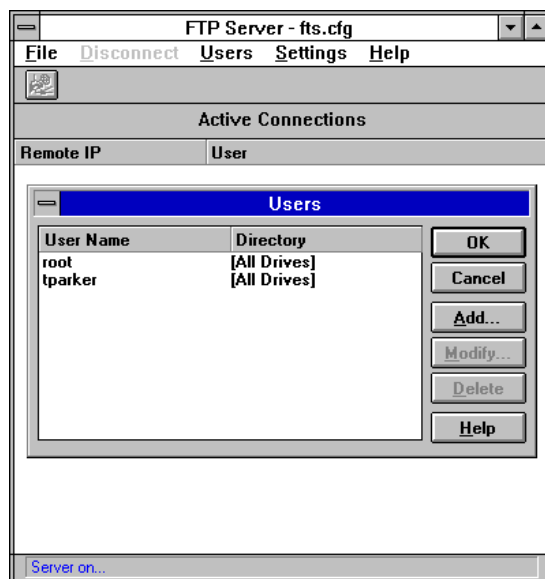 FTP Server - fts.cfg
File Disconnect Users Settings Help
Active Connections
Remote IP User
Users
User Name Directory
root [All Drives]
tparker [All Drives]
OK
Cancel
Add...
Modify...
Delete
Help
Server on...